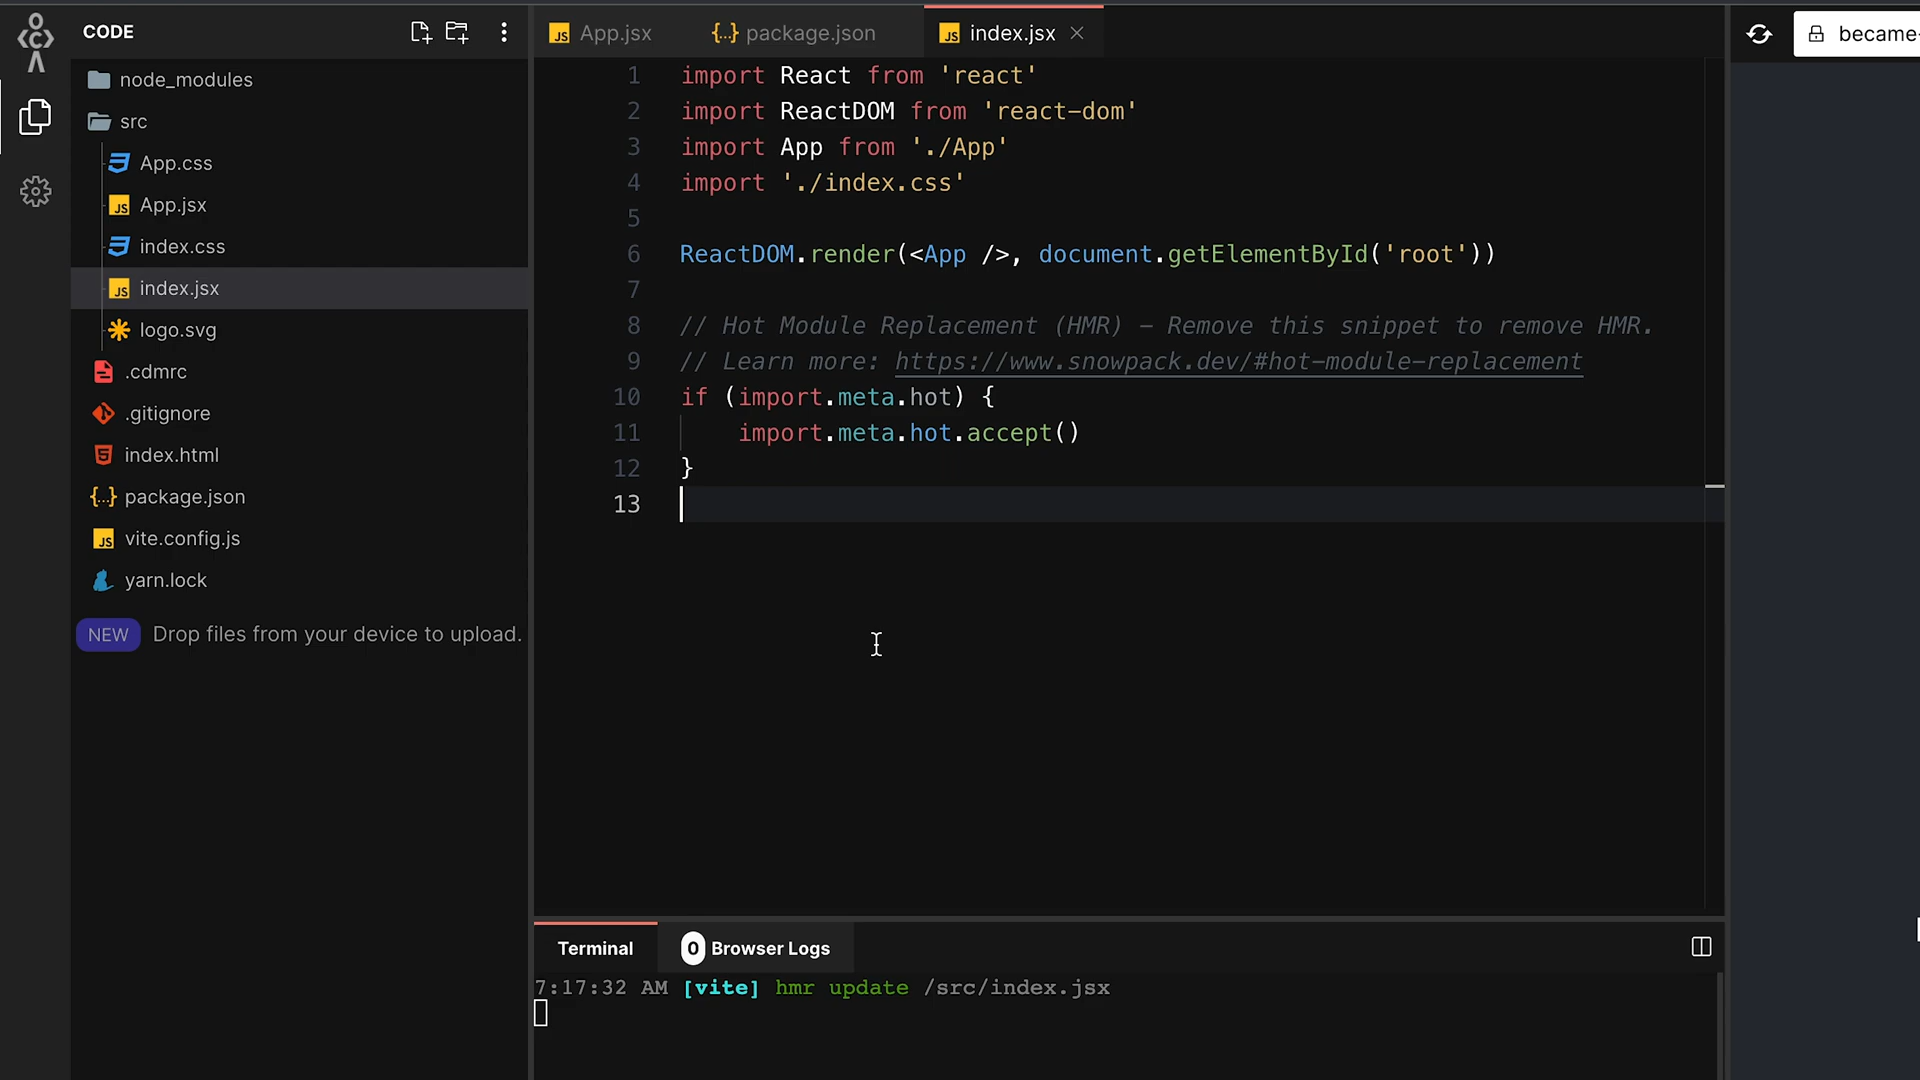 CODE
node_modules
src
App.css
App.jsx
index.css
index.jsx
logo.svg
.cdmrc
.gitignore
index.html
package.json
vite.config.js
yarn.lock
NEW Drop files from your device to upload.
App.jsx
{...} package.json
index.jsx
became-
1 import React from 'react'
2 import ReactDOM from 'react-dom'
3 import App from './App'
4 import './index.css'
5
6 ReactDOM.render(<App />, document.getElementById('root'))
7
8 // Hot Module Replacement (HMR) - Remove this snippet to remove HMR.
9 // Learn more: https://www.snowpack.dev/#hot-module-replacement
10 if (import.meta.hot) {
11     import.meta.hot.accept()
12 }
13
Terminal
0 Browser Logs
7:17:32 AM [vite] hmr update /src/index.jsx